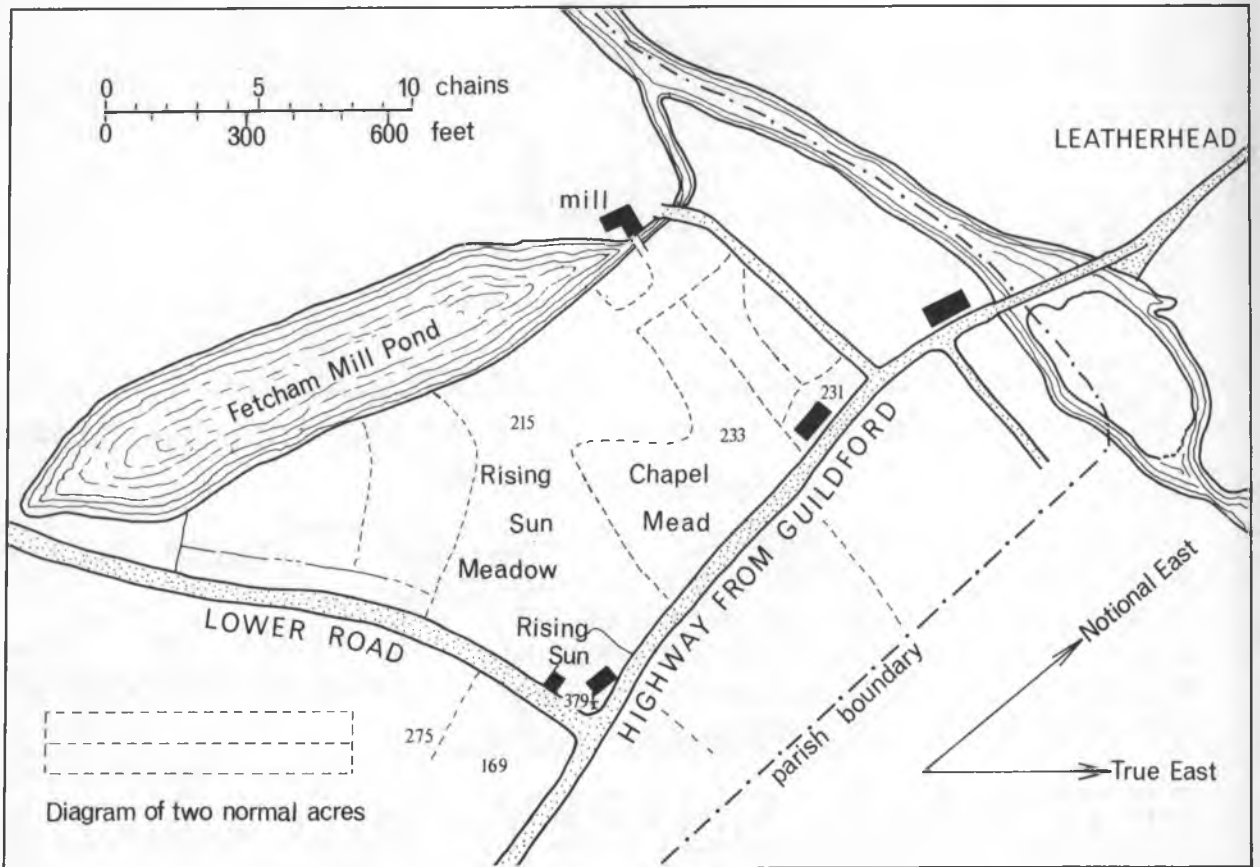 0 5 10 chains
0 300 600 feet
LEATHERHEAD
mill
Fetcham Mill Pond
231
215
233
Rising
Sun
Meadow
Chapel
Mead
HIGHWAY FROM GUILDFORD
LOWER ROAD
Rising
Sun
379
275
169
parish boundary
Notional East
True East
Diagram of two normal acres